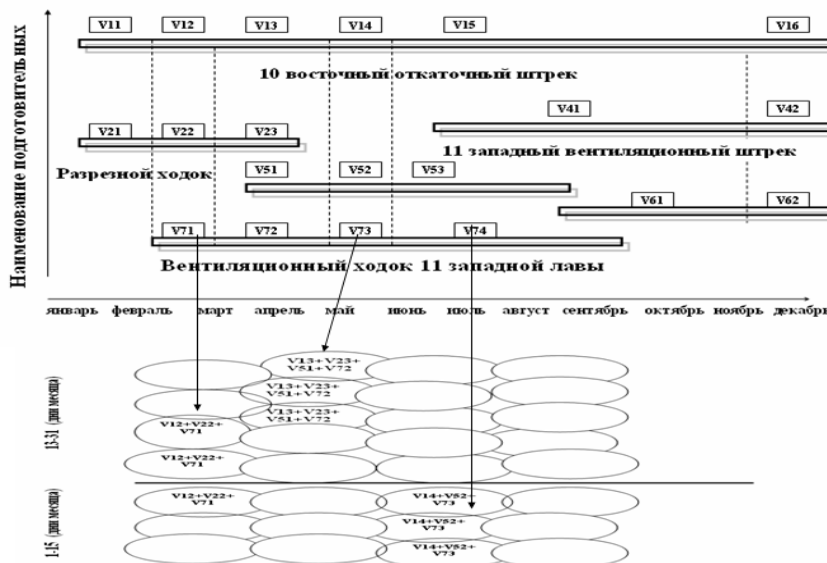 Наименование подготовительных
V11 V12 V13 V14 V15 V16
10 восточный откаточный штрек
V41 V42
V21 V22 V23
11 западный вентиляционный штрек
Разрезной ходок
V51 V52 V53
V61 V62
V71 V72 V73 V74
Вентиляционный ходок 11 западной лавы
январь февраль март апрель май июнь июль август сентябрь октябрь ноябрь декабрь
13-31 (дни месяца)
V13+V23+
V51+V72
V13+V23+
V51+V72
V13+V23+
V51+V72
V12+V22+
V71
V12+V22+
V71
1-15 (дни месяца)
V12+V22+
V71
V14+V52+
V73
V14+V52+
V73
V14+V52+
V73